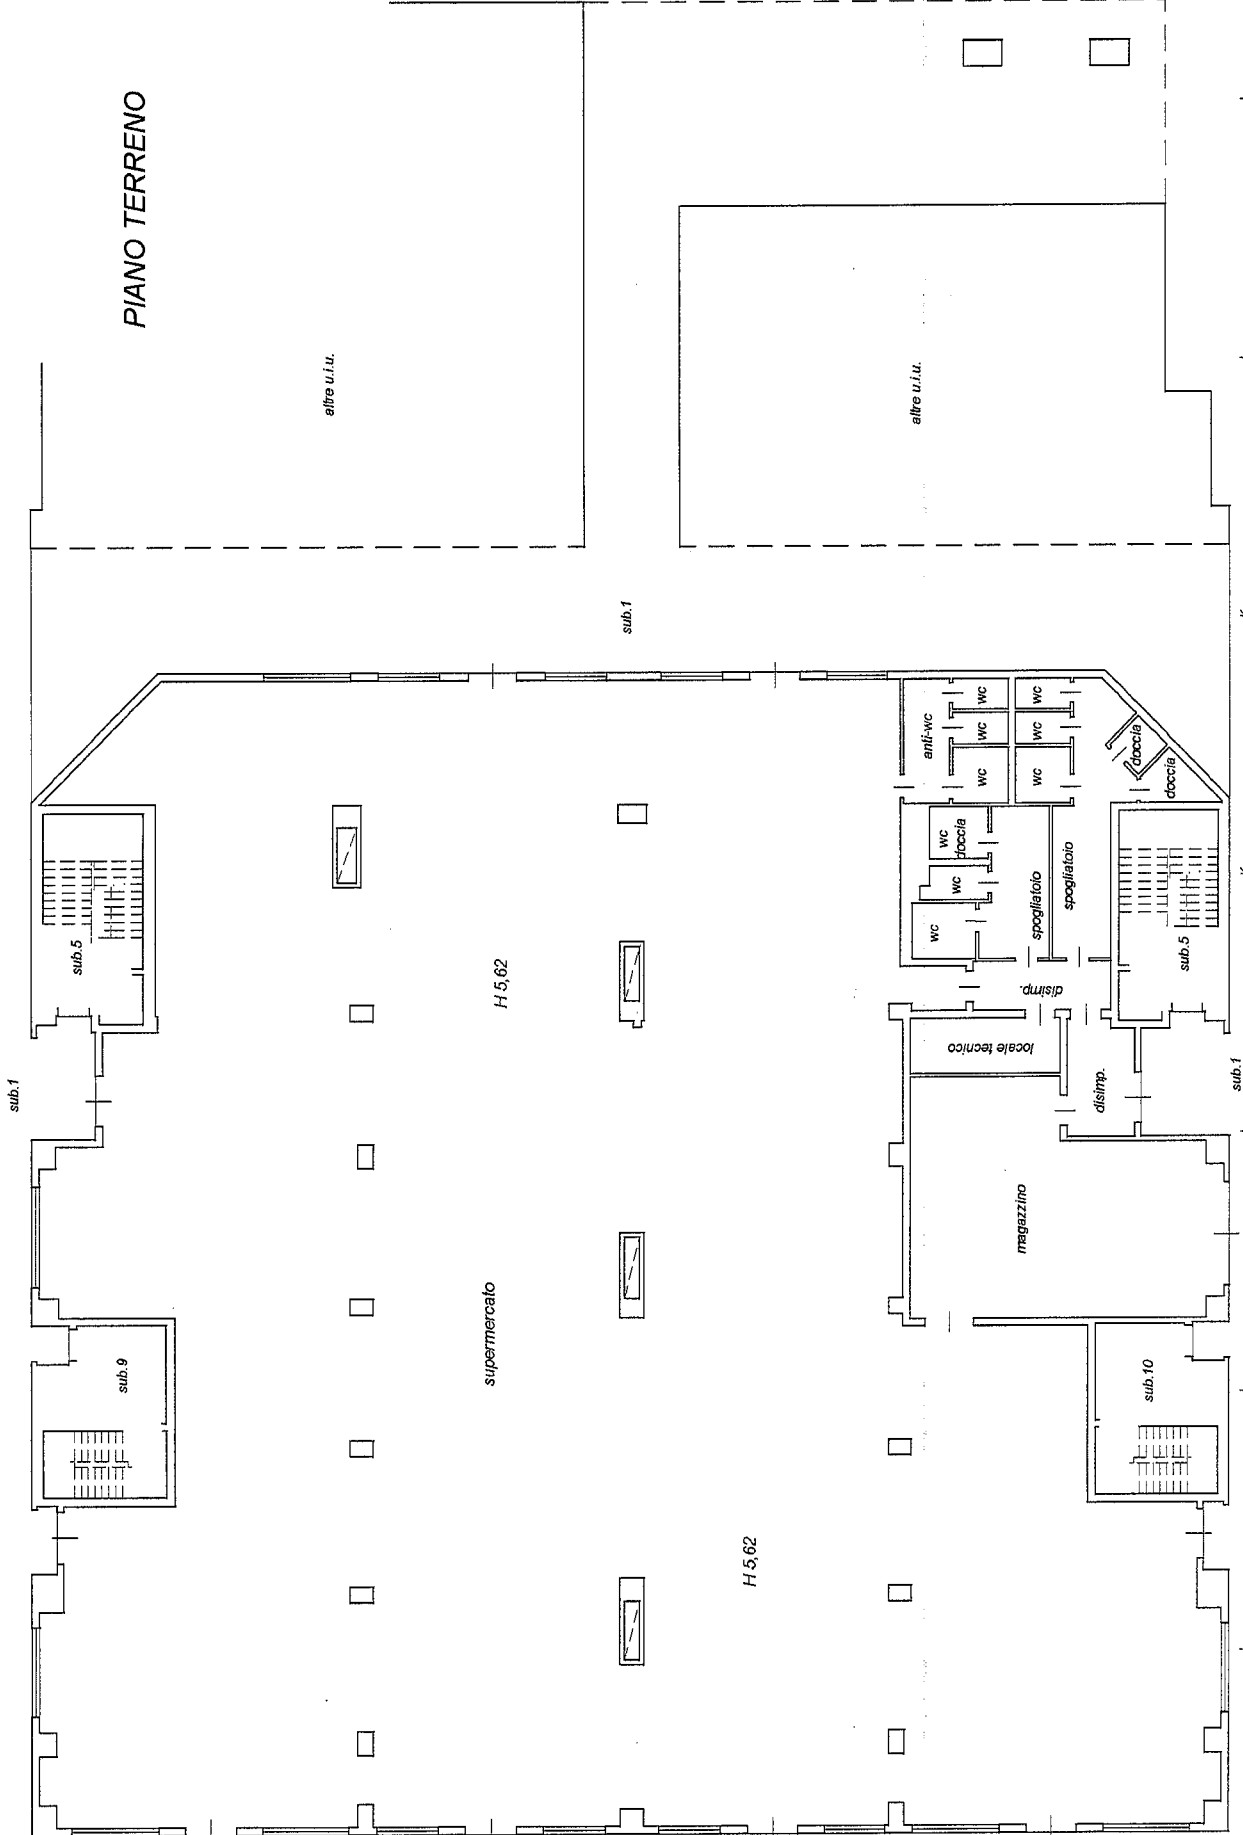 PIANO TERRENO
altre u.i.u.
altre u.i.u.
sub.1
anti-wc
wc
wc
wc
wc
wc
wc
doccia
doccia
wc
doccia
wc
wc
spogliatoio
spogliatoio
sub.5
sub.5
H 5,62
disimp.
locale tecnico
disimp.
sub.1
sub.1
magazzino
supermercato
sub.9
sub.10
H 5,62